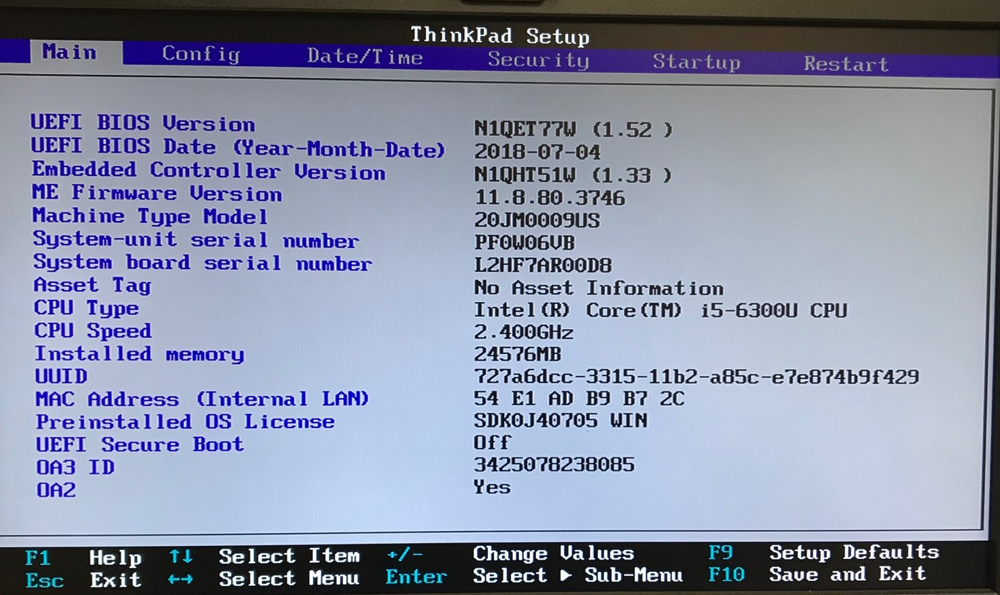 ThinkPad Setup
Main Config Date/Time Security Startup Restart
UEFI BIOS Version N1QET77W (1.52 )
UEFI BIOS Date (Year-Month-Date) 2018-07-04
Embedded Controller Version N1QHT51W (1.33 )
ME Firmware Version 11.8.80.3746
Machine Type Model 20JM0009US
System-unit serial number PF0W06VB
System board serial number L2HF7AR00D8
Asset Tag No Asset Information
CPU Type Intel(R) Core(TM) i5-6300U CPU
CPU Speed 2.400GHz
Installed memory 24576MB
UUID 727a6dcc-3315-11b2-a85c-e7e874b9f429
MAC Address (Internal LAN) 54 E1 AD B9 B7 2C
Preinstalled OS License SDK0J40705 WIN
UEFI Secure Boot Off
OA3 ID 3425078238085
OA2 Yes
F1 Help ↑↓ Select Item +/- Change Values F9 Setup Defaults
Esc Exit ←→ Select Menu Enter Select ▶ Sub-Menu F10 Save and Exit